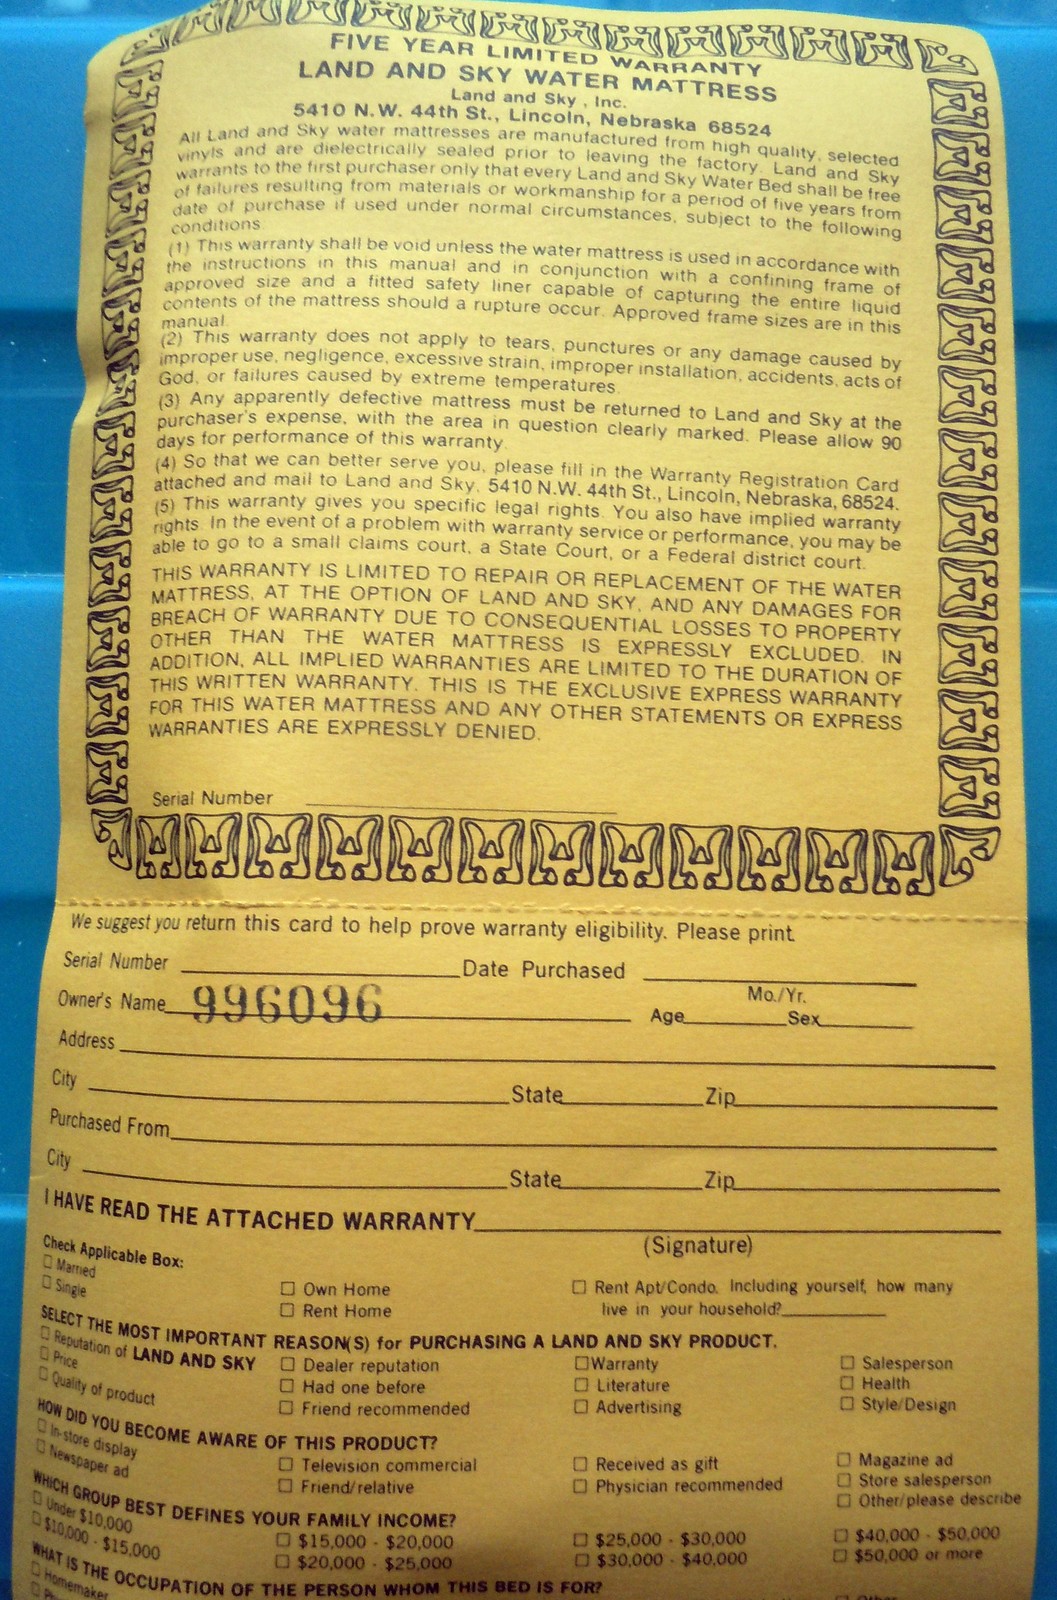 FIVE YEAR LIMITED WARRANTY
LAND AND SKY WATER MATTRESS
Land and Sky, Inc.
5410 N.W. 44th St., Lincoln, Nebraska 68524
All Land and Sky water mattresses are manufactured from high quality, selected
vinyls and are dielectrically sealed prior to leaving the factory. Land and Sky
warrants to the first purchaser only that every Land and Sky Water Bed shall be free
of failures resulting from materials or workmanship for a period of five years from
date of purchase if used under normal circumstances, subject to the following
conditions
(1) This warranty shall be void unless the water mattress is used in accordance with
the instructions in this manual and in conjunction with a confining frame of
approved size and a fitted safety liner capable of capturing the entire liquid
contents of the mattress should a rupture occur. Approved frame sizes are in this
manual.
(2) This warranty does not apply to tears, punctures or any damage caused by
improper use, negligence, excessive strain, improper installation, accidents, acts of
God, or failures caused by extreme temperatures.
(3) Any apparently defective mattress must be returned to Land and Sky at the
purchaser's expense, with the area in question clearly marked. Please allow 90
days for performance of this warranty.
(4) So that we can better serve you, please fill in the Warranty Registration Card
attached and mail to Land and Sky, 5410 N.W. 44th St., Lincoln, Nebraska, 68524.
(5) This warranty gives you specific legal rights. You also have implied warranty
rights. In the event of a problem with warranty service or performance, you may be
able to go to a small claims court, a State Court, or a Federal district court.
THIS WARRANTY IS LIMITED TO REPAIR OR REPLACEMENT OF THE WATER
MATTRESS, AT THE OPTION OF LAND AND SKY, AND ANY DAMAGES FOR
BREACH OF WARRANTY DUE TO CONSEQUENTIAL LOSSES TO PROPERTY
OTHER THAN THE WATER MATTRESS IS EXPRESSLY EXCLUDED. IN
ADDITION, ALL IMPLIED WARRANTIES ARE LIMITED TO THE DURATION OF
THIS WRITTEN WARRANTY. THIS IS THE EXCLUSIVE EXPRESS WARRANTY
FOR THIS WATER MATTRESS AND ANY OTHER STATEMENTS OR EXPRESS
WARRANTIES ARE EXPRESSLY DENIED.
Serial Number
We suggest you return this card to help prove warranty eligibility. Please print
Serial Number Date Purchased
Mo./Yr.
Owner's Name 996096 Age Sex
Address
City State Zip
Purchased From
City State Zip
I HAVE READ THE ATTACHED WARRANTY
(Signature)
Check Applicable Box:
Married Own Home Rent Apt/Condo. Including yourself, how many
Single Rent Home live in your household?
SELECT THE MOST IMPORTANT REASON(S) for PURCHASING A LAND AND SKY PRODUCT.
Reputation of LAND AND SKY Dealer reputation Warranty Salesperson
Price Had one before Literature Health
Quality of product Friend recommended Advertising Style/Design
HOW DID YOU BECOME AWARE OF THIS PRODUCT?
In-store display Television commercial Received as gift Magazine ad
Newspaper ad Friend/relative Physician recommended Store salesperson
Other/please describe
WHICH GROUP BEST DEFINES YOUR FAMILY INCOME?
Under $10,000 $15,000 - $20,000 $25,000 - $30,000 $40,000 - $50,000
$10,000 - $15,000 $20,000 - $25,000 $30,000 - $40,000 $50,000 or more
WHAT IS THE OCCUPATION OF THE PERSON WHOM THIS BED IS FOR?
Homemaker